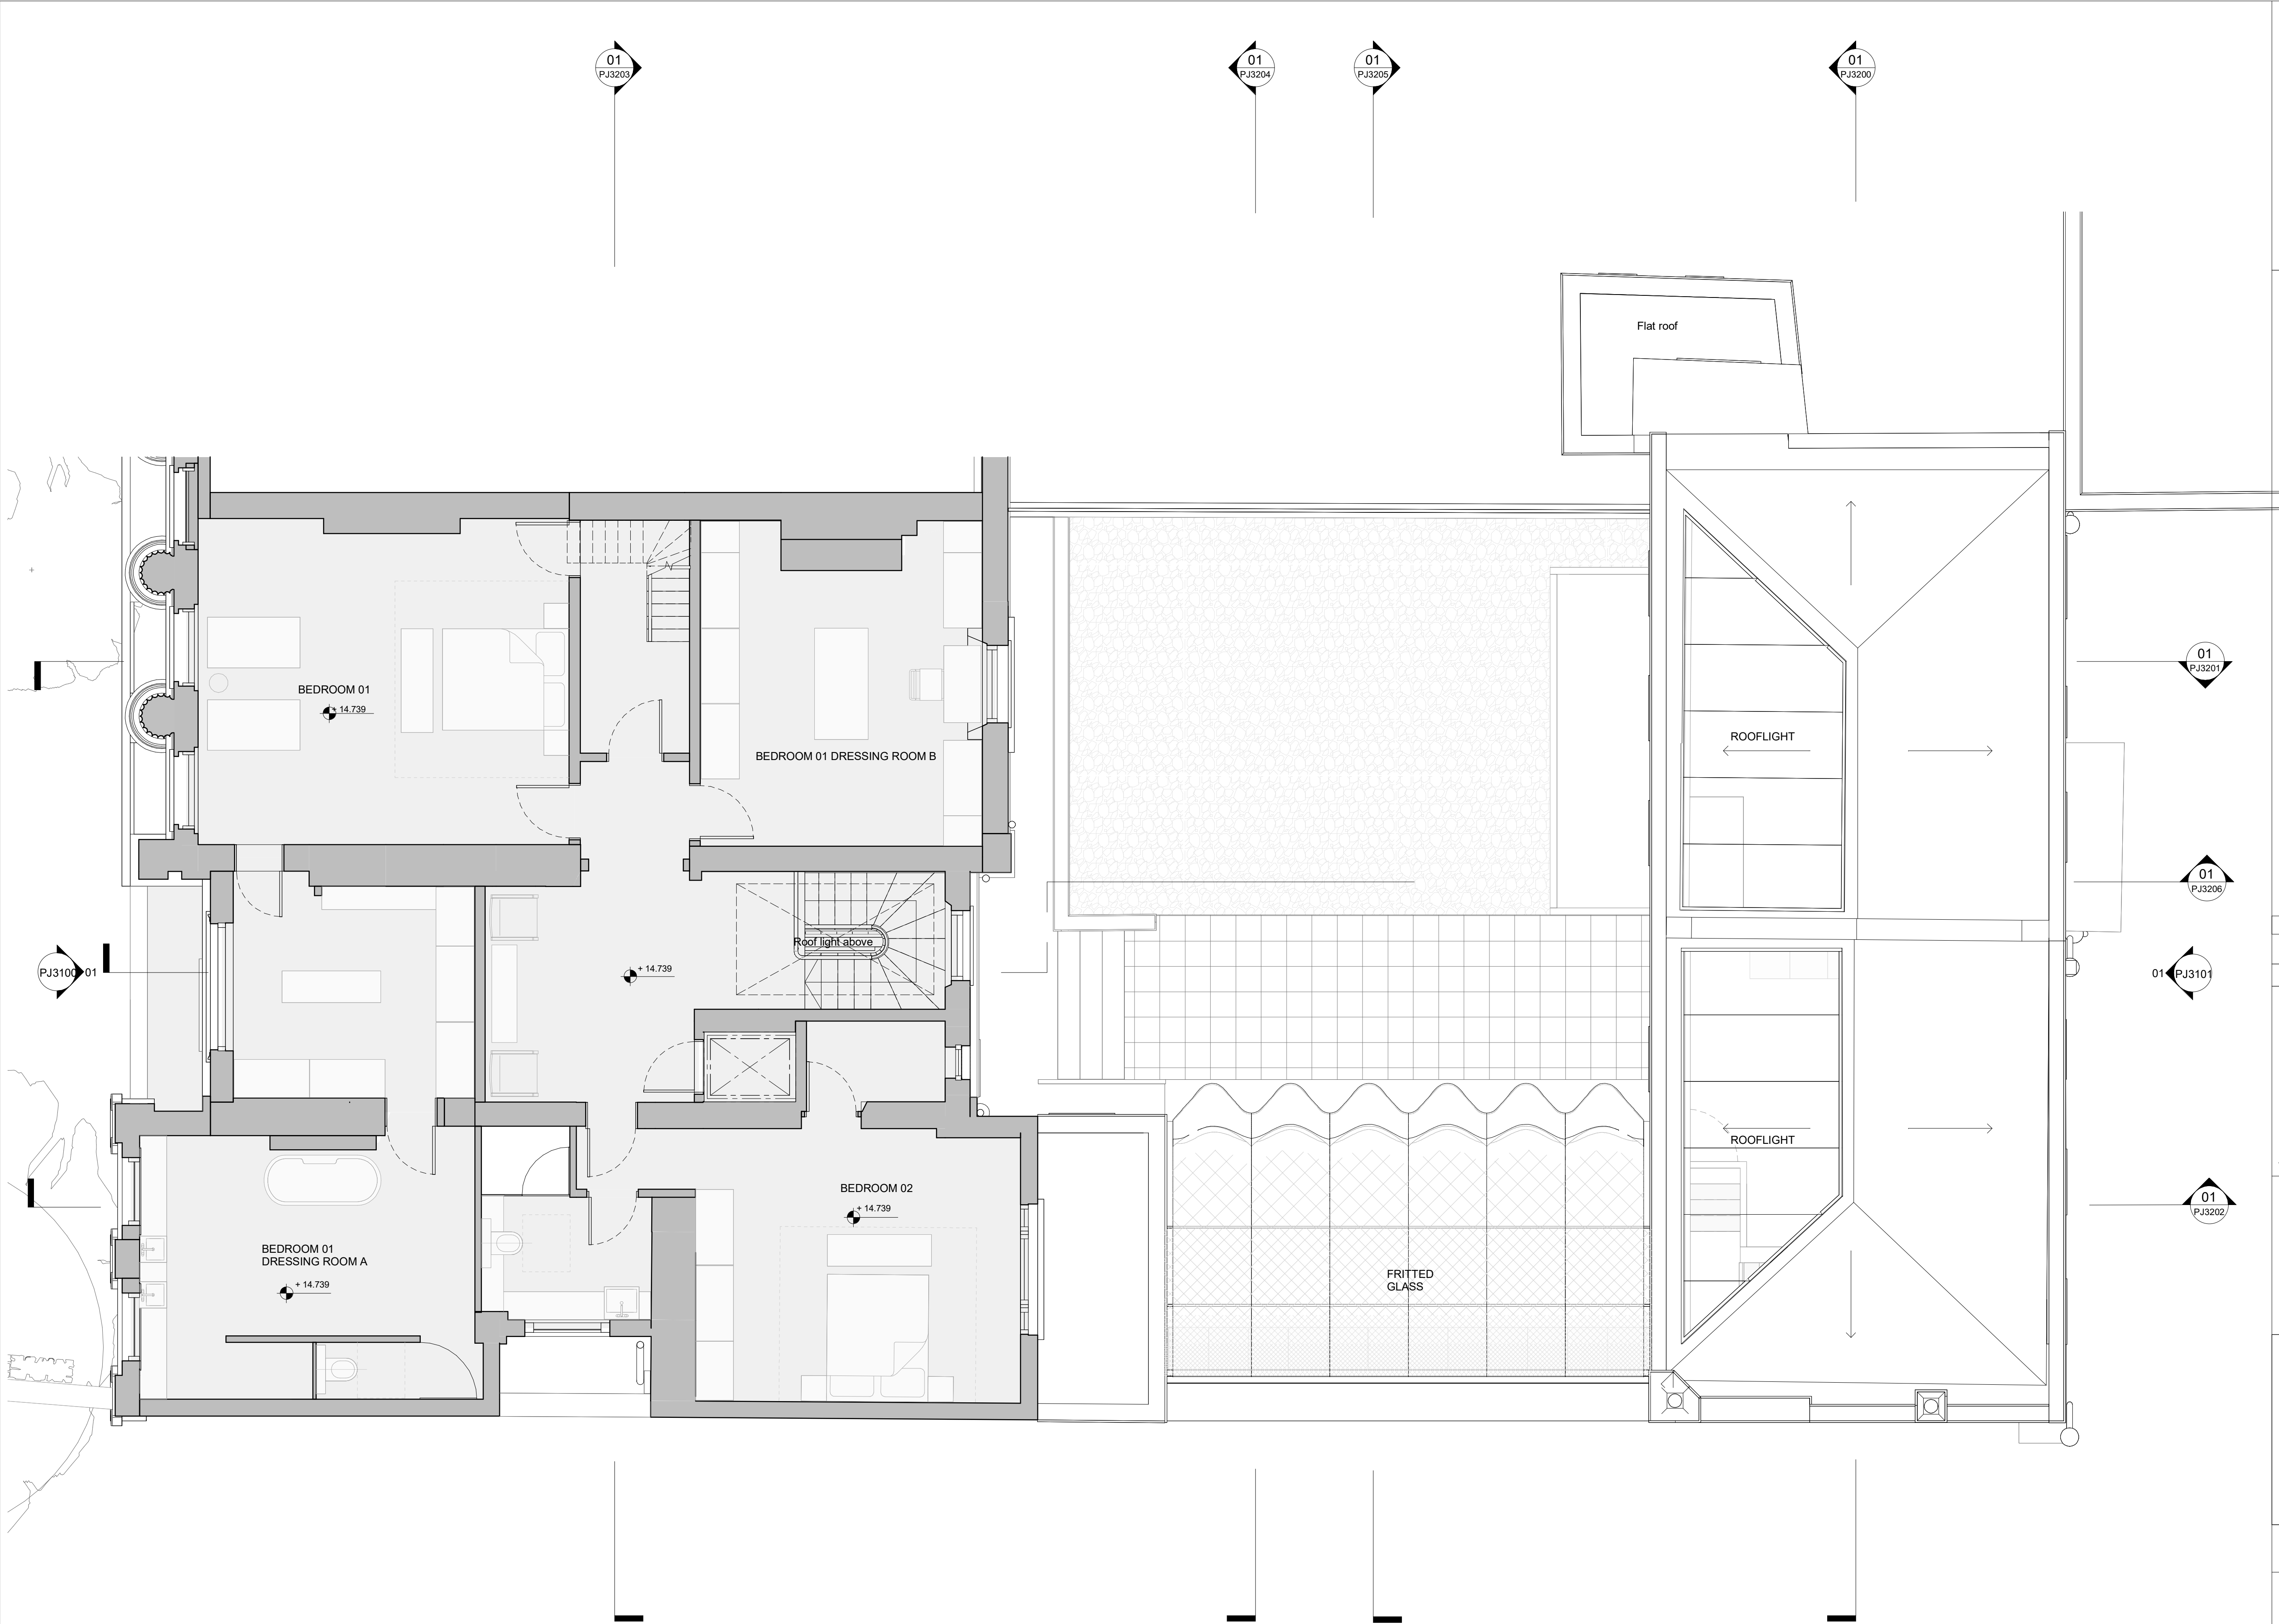 01
PJ3203
01
PJ3204
01
PJ3205
01
PJ3200
Flat roof
BEDROOM 01
+ 14.739
BEDROOM 01 DRESSING ROOM B
ROOFLIGHT
01
PJ3201
01
PJ3206
Roof light above
+ 14.739
PJ3100 01
01 PJ3101
ROOFLIGHT
BEDROOM 02
+ 14.739
01
PJ3202
BEDROOM 01
DRESSING ROOM A
+ 14.739
FRITTED
GLASS